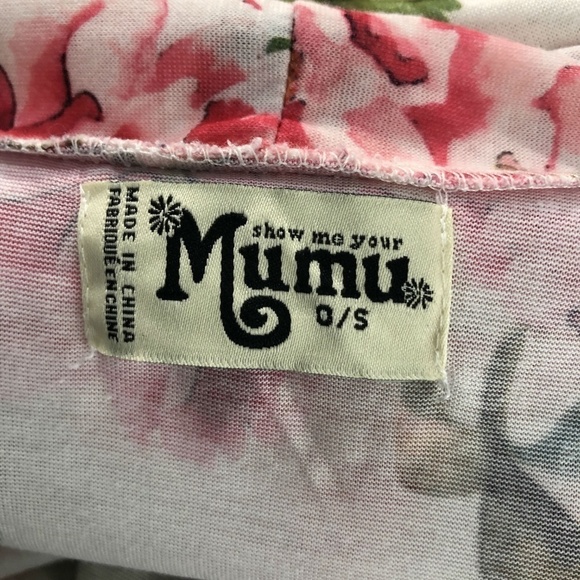 show me your
Mumu
O/S
MADE IN CHINA
FABRIQUÉ EN CHINE